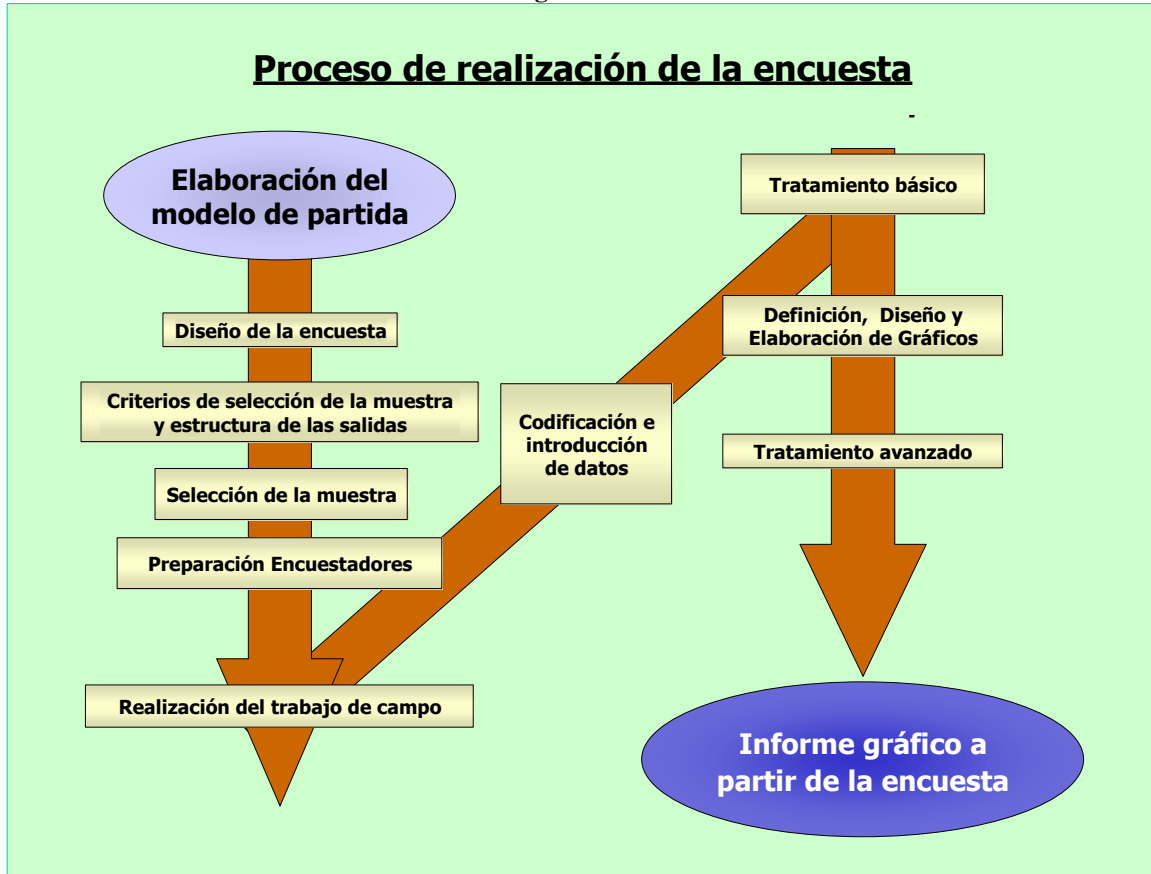 Proceso de realización de la encuesta
-
Elaboración del
modelo de partida
Diseño de la encuesta
Criterios de selección de la muestra
y estructura de las salidas
Selección de la muestra
Preparación Encuestadores
Realización del trabajo de campo
Codificación e
introducción
de datos
Tratamiento básico
Definición, Diseño y
Elaboración de Gráficos
Tratamiento avanzado
Informe gráfico a
partir de la encuesta